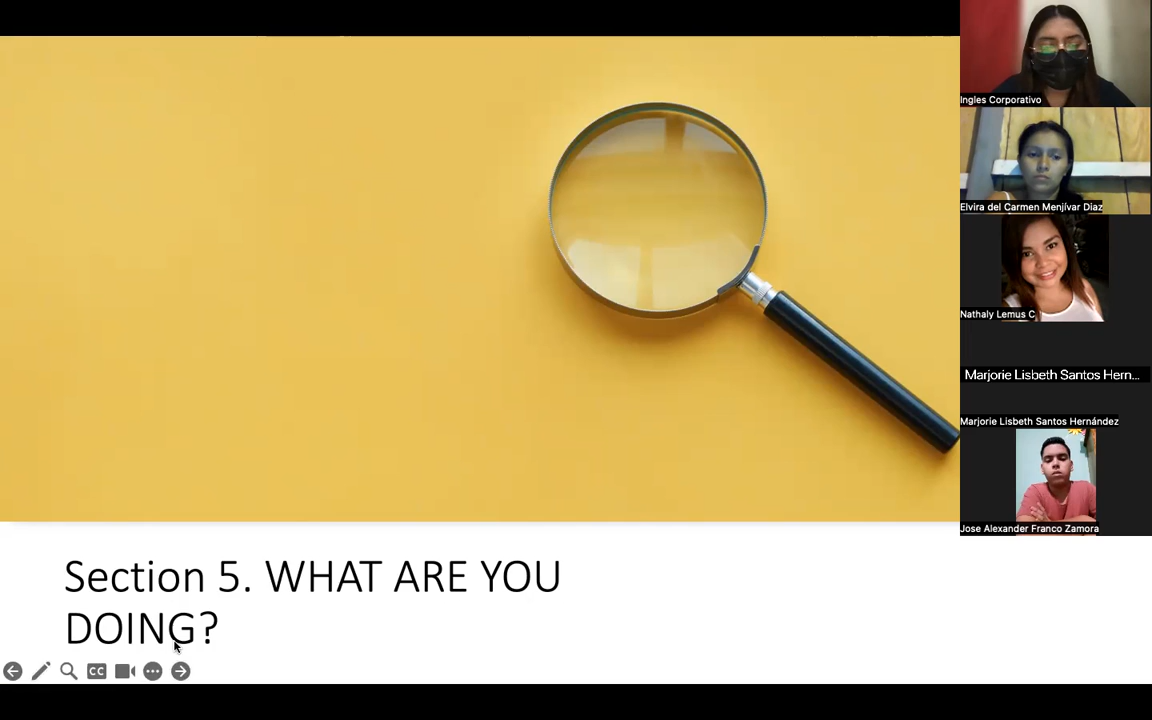 Ingles Corporativo
Elvira del Carmen Menjívar Diaz
Nathaly Lemus C
Marjorie Lisbeth Santos Hern...
Marjorie Lisbeth Santos Hernández
Jose Alexander Franco Zamora
Section 5. WHAT ARE YOU
DOING?
CC